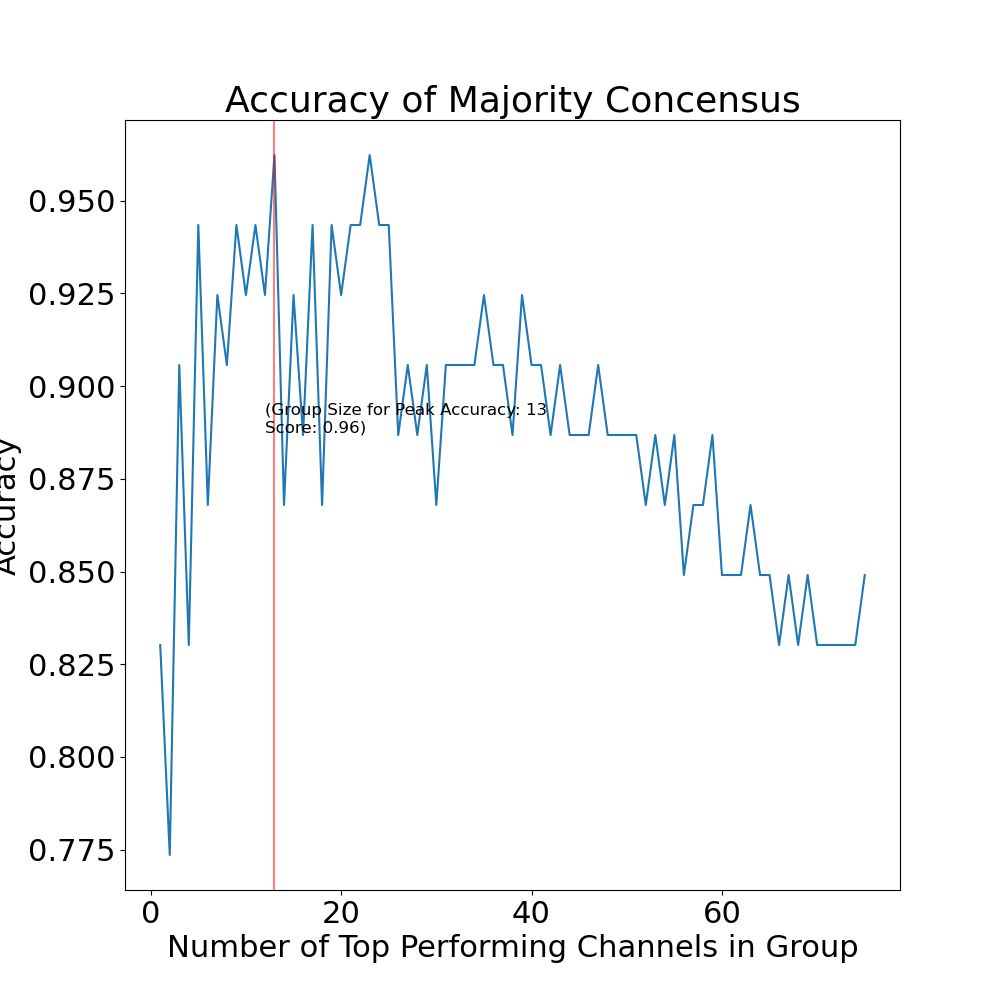 Accuracy of Majority Concensus
0.950
0.925
0.900
0.875
0.850
0.825
0.800
0.775
Accuracy
(Group Size for Peak Accuracy: 13
Score: 0.96)
0 20 40 60
Number of Top Performing Channels in Group